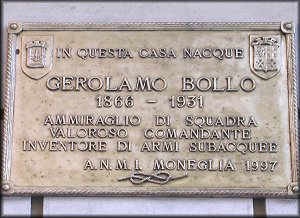 IN QUESTA CASA NACQUE
GEROLAMO BOLLO
1866 - 1931
AMMIRAGLIO DI SQUADRA
VALOROSO COMANDANTE
INVENTORE DI ARMI SUBACQUEE
A.N.M.I. MONEGLIA 1997